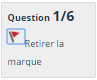 Question 1/6
Retirer la
marque